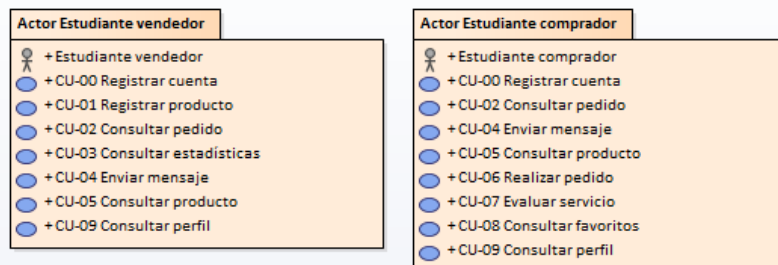 Actor Estudiante vendedor
+Estudiante vendedor
+CU-00 Registrar cuenta
+CU-01 Registrar producto
+CU-02 Consultar pedido
+CU-03 Consultar estadísticas
+CU-04 Enviar mensaje
+CU-05 Consultar producto
+CU-09 Consultar perfil
Actor Estudiante comprador
+Estudiante comprador
+CU-00 Registrar cuenta
+CU-02 Consultar pedido
+CU-04 Enviar mensaje
+CU-05 Consultar producto
+CU-06 Realizar pedido
+CU-07 Evaluar servicio
+CU-08 Consultar favoritos
+CU-09 Consultar perfil